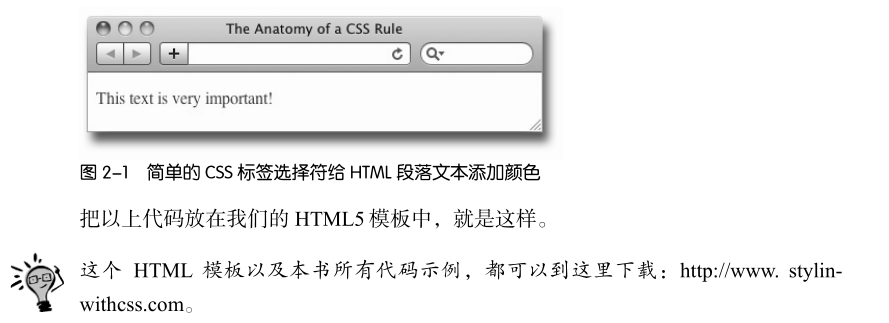 The Anatomy of a CSS Rule
This text is very important!
图 2-1 简单的 CSS 标签选择符给 HTML 段落文本添加颜色
把以上代码放在我们的 HTML5 模板中，就是这样。
这个 HTML 模板以及本书所有代码示例，都可以到这里下载：http://www. stylin-
withcss.com。